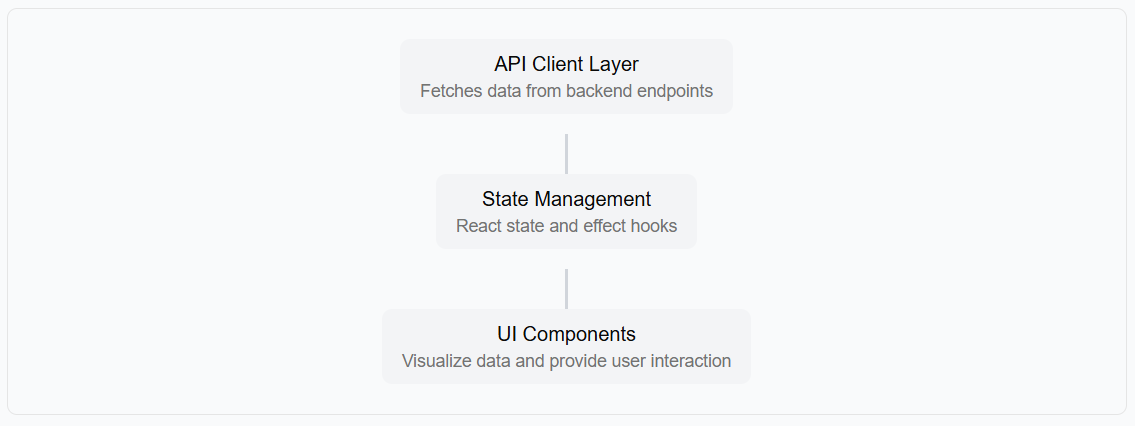 API Client Layer
Fetches data from backend endpoints
State Management
React state and effect hooks
UI Components
Visualize data and provide user interaction